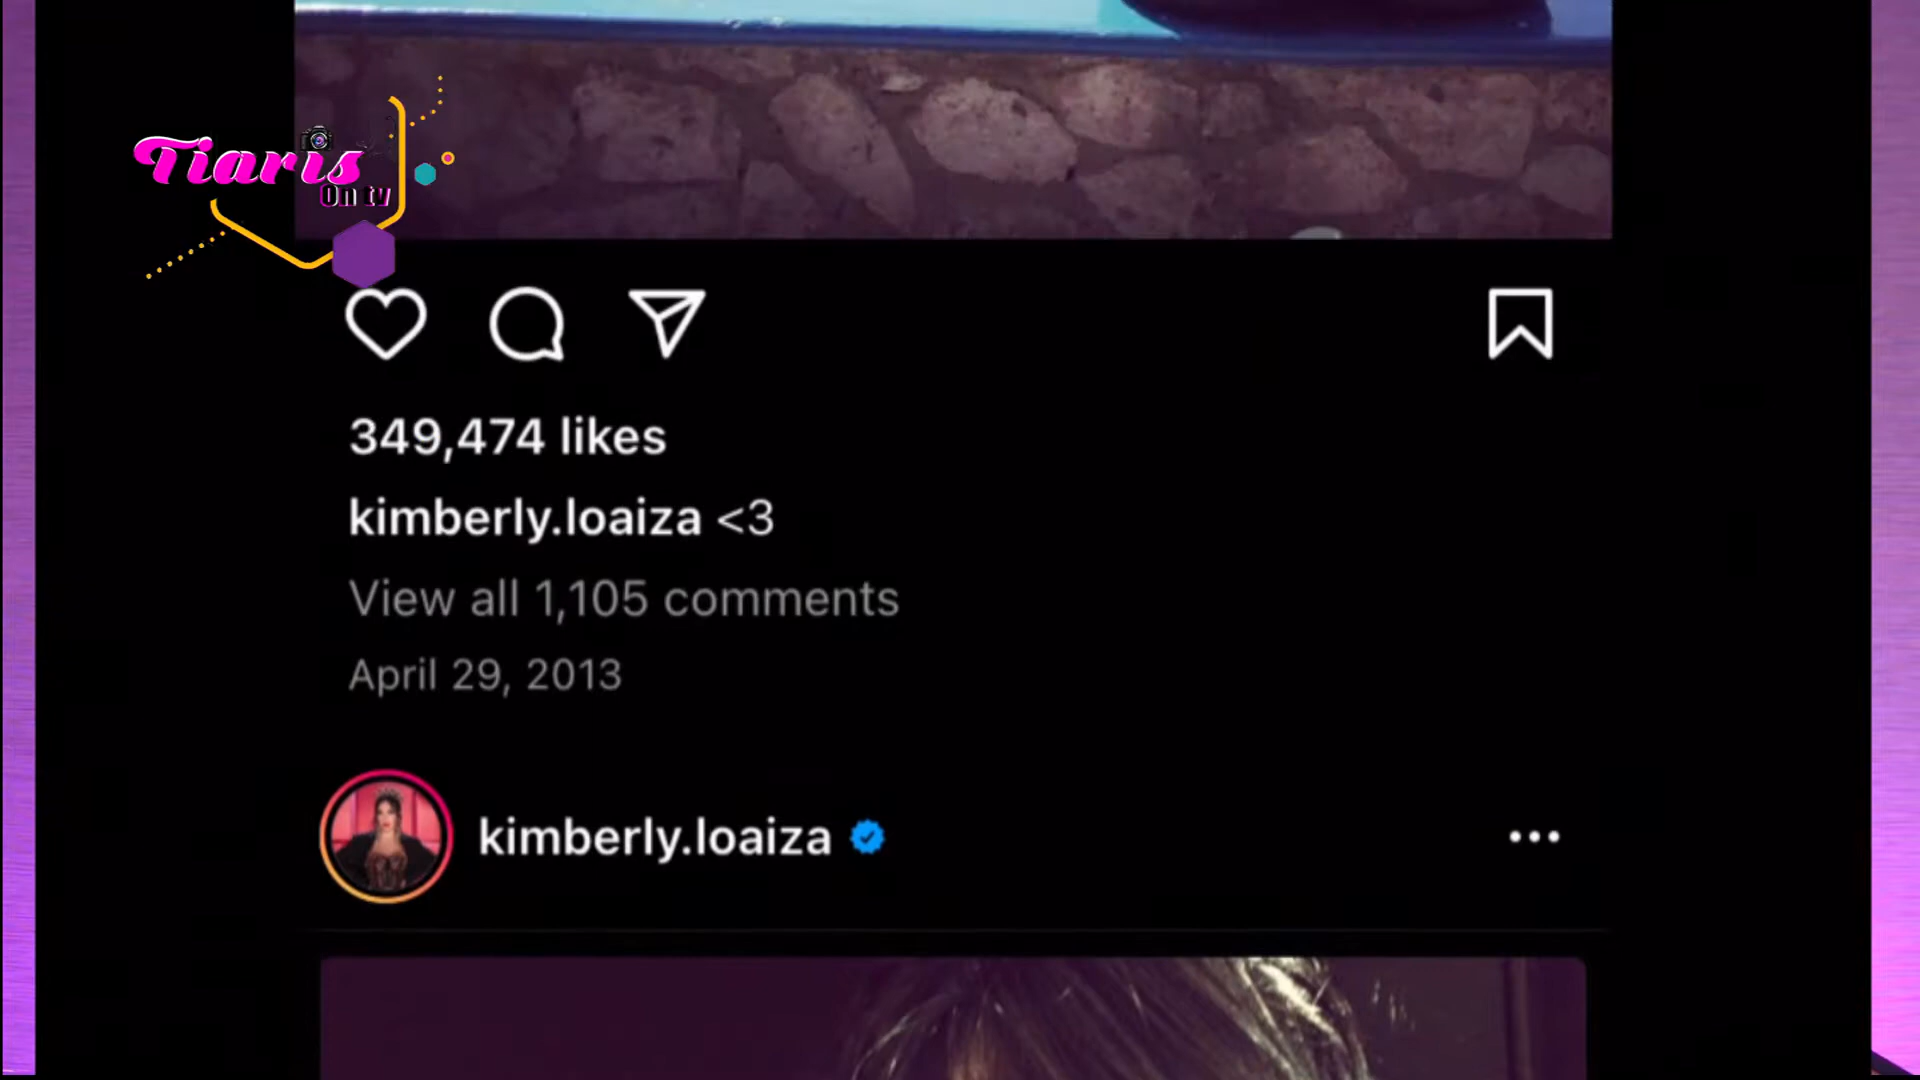 Tiaris
On tv
349,474 likes
kimberly.loaiza <3
View all 1,105 comments
April 29, 2013
kimberly.loaiza